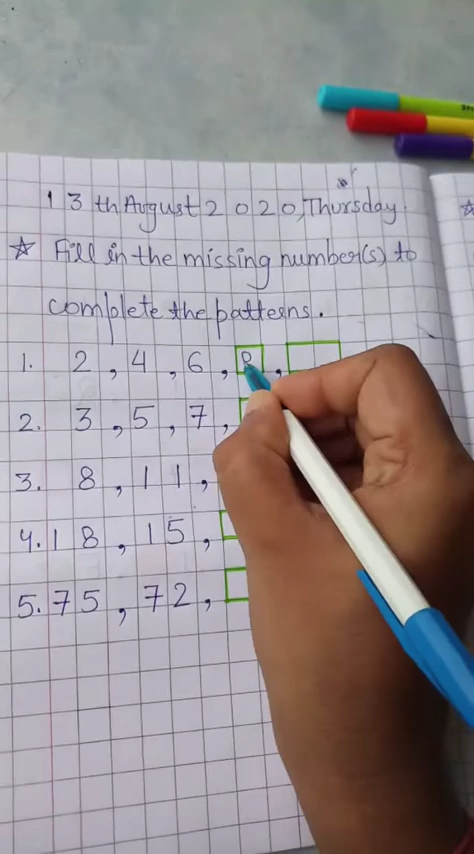 13th August 2020, Thursday.
☆ Fill in the missing number(s) to
complete the patterns.
1. 2, 4, 6, 8,
2. 3, 5, 7,
3. 8, 11,
4. 18, 15,
5. 75, 72,